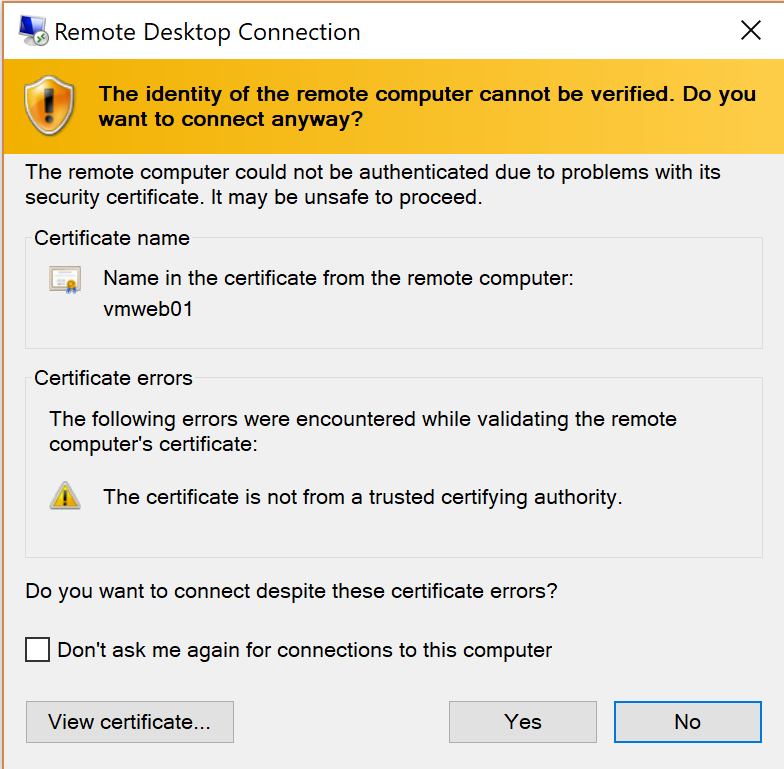 Remote Desktop Connection
The identity of the remote computer cannot be verified. Do you
want to connect anyway?
The remote computer could not be authenticated due to problems with its
security certificate. It may be unsafe to proceed.
Certificate name
Name in the certificate from the remote computer:
vmweb01
Certificate errors
The following errors were encountered while validating the remote
computer's certificate:
The certificate is not from a trusted certifying authority.
Do you want to connect despite these certificate errors?
Don't ask me again for connections to this computer
View certificate...
Yes
No